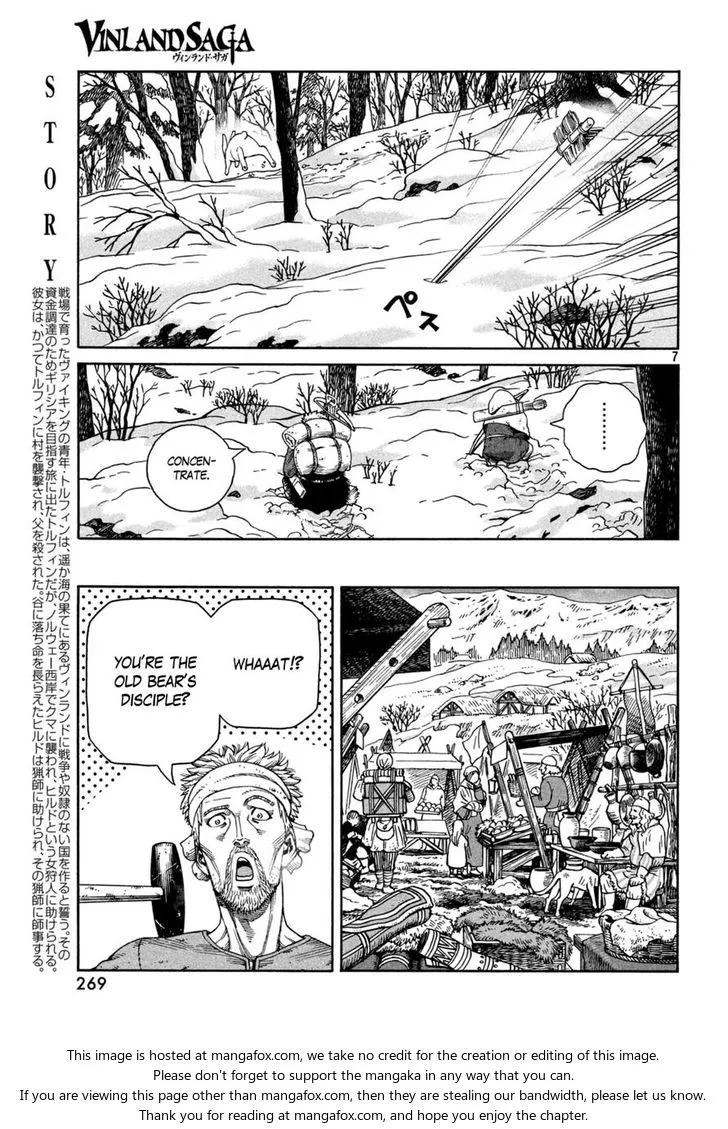 VINLAND SAGA
ヴィンランド・サガ
STORY
戦場で育ったヴァイキングの青年・トルフィンは、遥か海の果てにあるヴィンランドに戦争や奴隷のない国を作ると誓う。その
資金調達のためギリシアを目指す旅に出たトルフィンだが、ノルウェー西岸でクマに襲われ、ヒルドという女狩人に助けられる。
彼女は、かつてトルフィンに村を襲撃され、父を殺された。谷に落ち命を長らえたヒルドは猟師に助けられ、その猟師に師事する。
ペス
7
CONCEN-
TRATE.
………
WHAAAT!?
YOU'RE THE
OLD BEAR'S
DISCIPLE?
269
This image is hosted at mangafox.com, we take no credit for the creation or editing of this image.
Please don't forget to support the mangaka in any way that you can.
If you are viewing this page other than mangafox.com, then they are stealing our bandwidth, please let us know.
Thank you for reading at mangafox.com, and hope you enjoy the chapter.